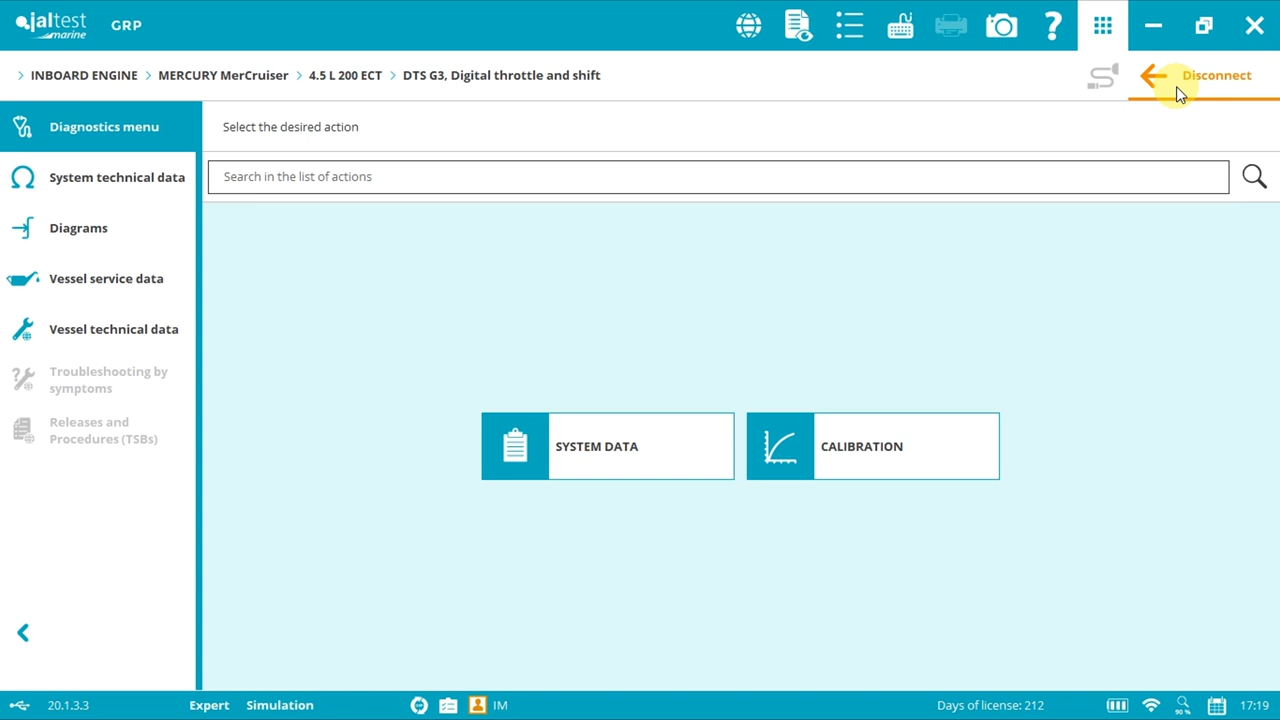 jaltest
marine
GRP
INBOARD ENGINE
MERCURY MerCruiser
4.5 L 200 ECT
DTS G3, Digital throttle and shift
Disconnect
Diagnostics menu
Select the desired action
System technical data
Search in the list of actions
Diagrams
Vessel service data
Vessel technical data
Troubleshooting by
symptoms
Releases and
Procedures (TSBs)
SYSTEM DATA
CALIBRATION
20.1.3.3
Expert
Simulation
IM
Days of license: 212
90 %
17:19